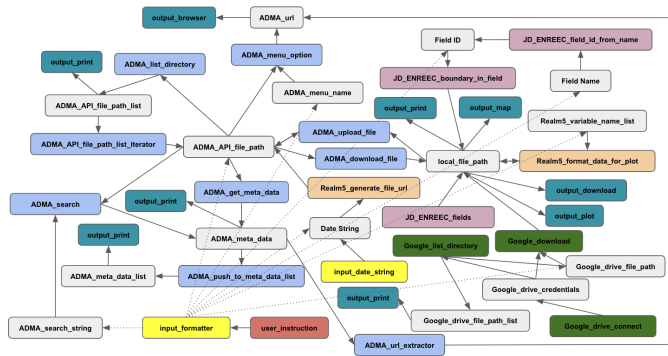 output_browser
ADMA_url
Field ID
JD_ENREEC_field_id_from_name
output_print
ADMA_list_directory
ADMA_menu_option
JD_ENREEC_boundary_in_field
Field Name
ADMA_menu_name
ADMA_API_file_path_list
output_print
output_map
Realm5_variable_name_list
ADMA_API_file_path_list_iterator
ADMA_API_file_path
ADMA_upload_file
ADMA_download_file
local_file_path
Realm5_format_data_for_plot
ADMA_get_meta_data
Realm5_generate_file_url
output_download
ADMA_search
output_print
JD_ENREEC_fields
output_plot
output_print
ADMA_meta_data
Date String
Google_list_directory
Google_download
ADMA_meta_data_list
ADMA_push_to_meta_data_list
input_date_string
Google_drive_file_path
Google_drive_credentials
output_print
ADMA_search_string
input_formatter
user_instruction
Google_drive_file_path_list
Google_drive_connect
ADMA_url_extractor